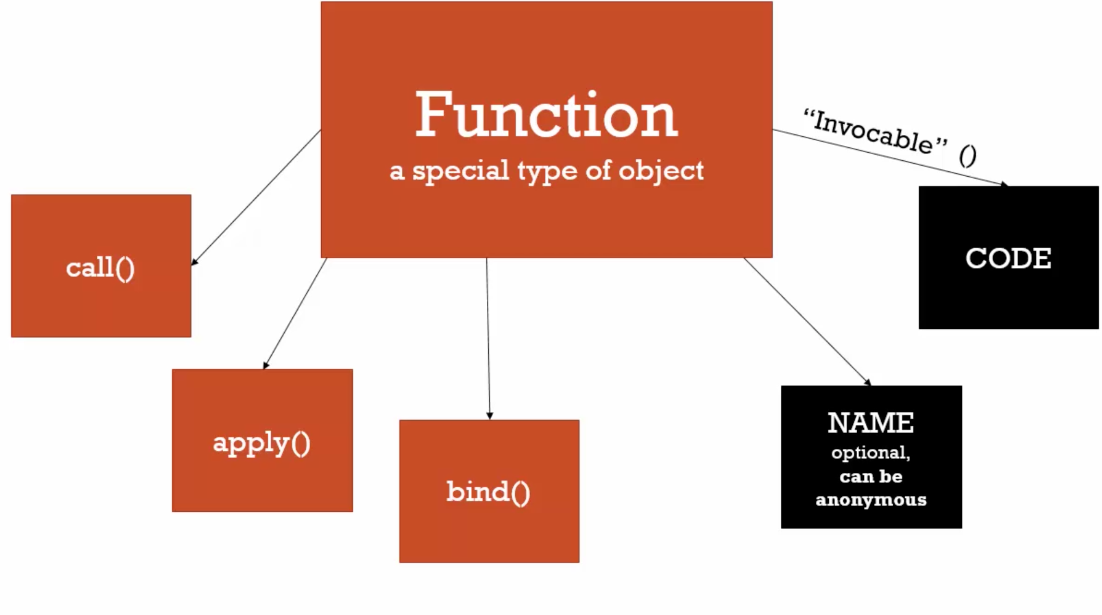 Function
a special type of object
“Invocable” ()
call()
CODE
apply()
NAME
optional,
can be
anonymous
bind()